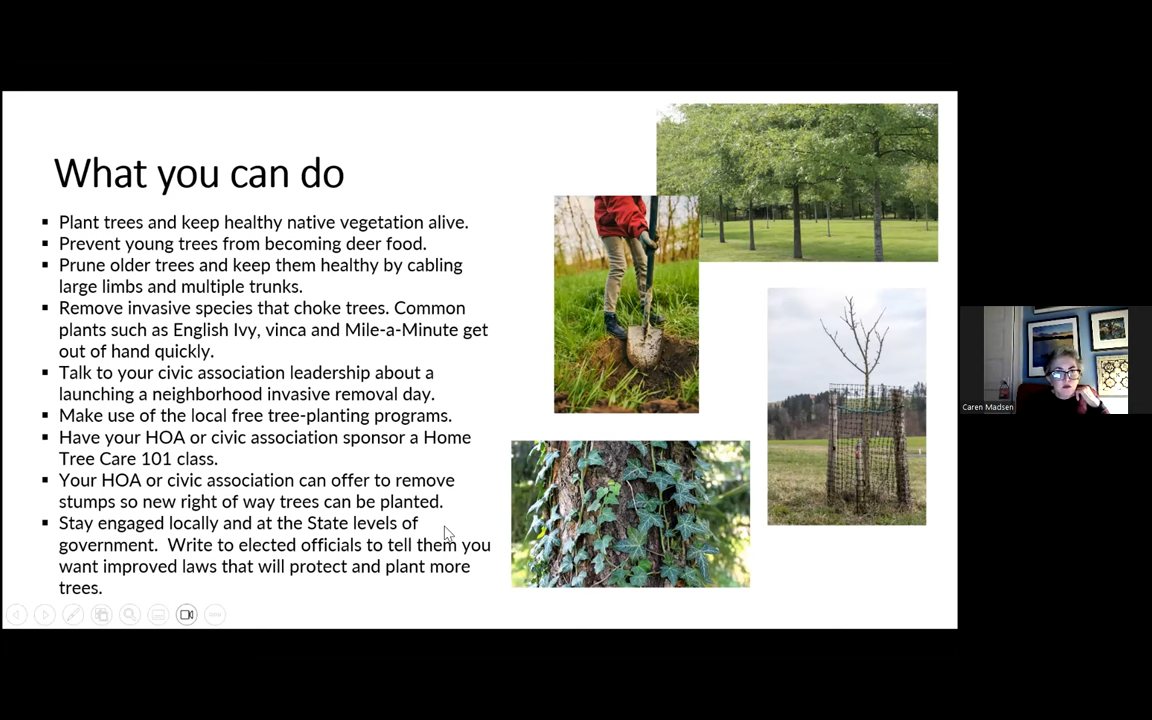 What you can do
▪ Plant trees and keep healthy native vegetation alive.
▪ Prevent young trees from becoming deer food.
▪ Prune older trees and keep them healthy by cabling
large limbs and multiple trunks.
▪ Remove invasive species that choke trees. Common
plants such as English Ivy, vinca and Mile-a-Minute get
out of hand quickly.
▪ Talk to your civic association leadership about a
launching a neighborhood invasive removal day.
▪ Make use of the local free tree-planting programs.
▪ Have your HOA or civic association sponsor a Home
Tree Care 101 class.
▪ Your HOA or civic association can offer to remove
stumps so new right of way trees can be planted.
▪ Stay engaged locally and at the State levels of
government.  Write to elected officials to tell them you
want improved laws that will protect and plant more
trees.
Caren Madsen